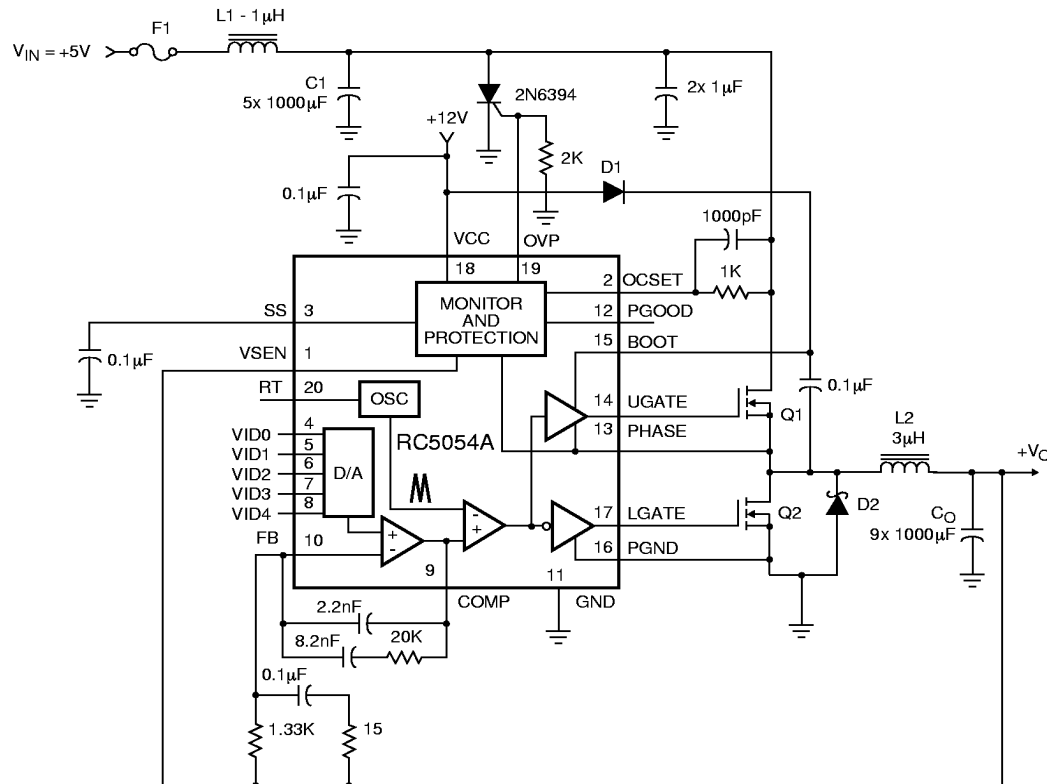 L1 - 1µH
F1
VIN = +5V
C1
5x 1000µF
2N6394
2x 1µF
+12V
2K
D1
0.1µF
1000pF
VCC
OVP
18
19
2
OCSET
1K
MONITOR
AND
PROTECTION
SS
3
12
PGOOD
15
BOOT
0.1µF
VSEN
1
0.1µF
RT
20
OSC
14
UGATE
Q1
L2
3µH
13
PHASE
RC5054A
+VO
VID0
4
VID1
5
VID2
6
D/A
VID3
7
VID4
8
-
+
17
LGATE
Q2
D2
CO
9x 1000µF
FB
10
+
-
16
PGND
9
11
COMP
GND
2.2nF
8.2nF
20K
0.1µF
1.33K
15